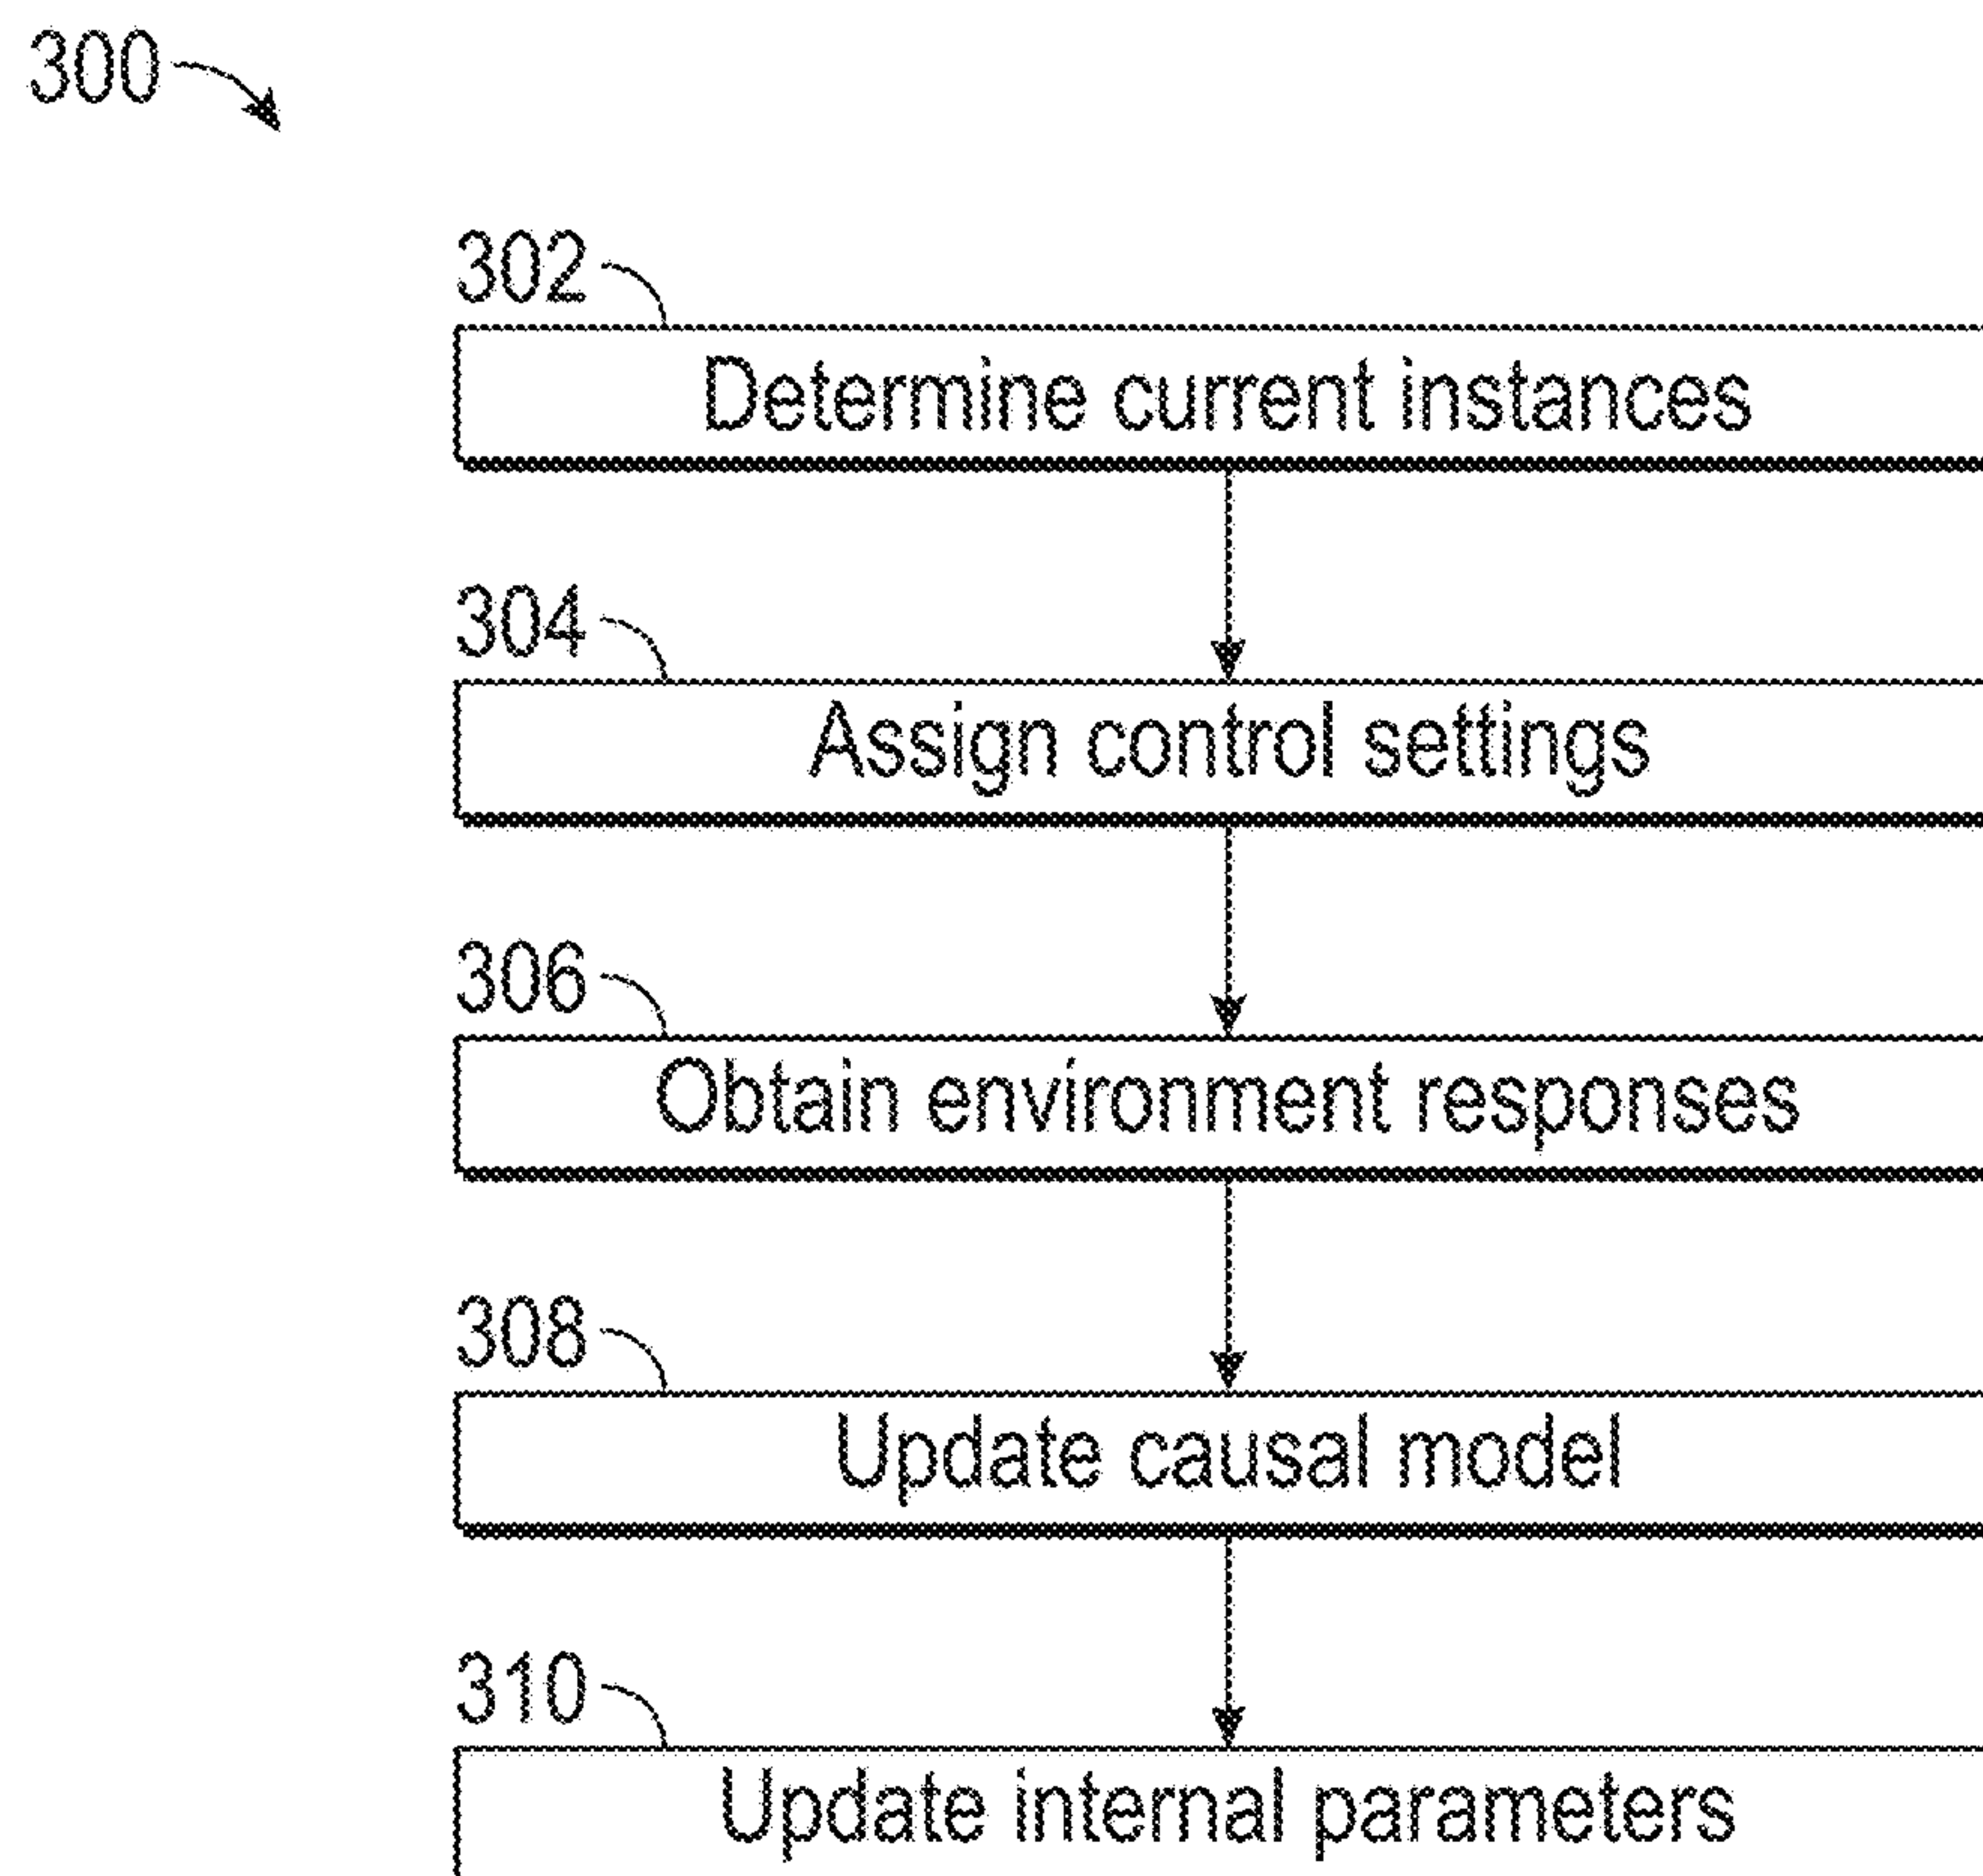 300
302
Determine current instances
304
Assign control settings
306
Obtain environment responses
308
Update causal model
310
Update internal parameters